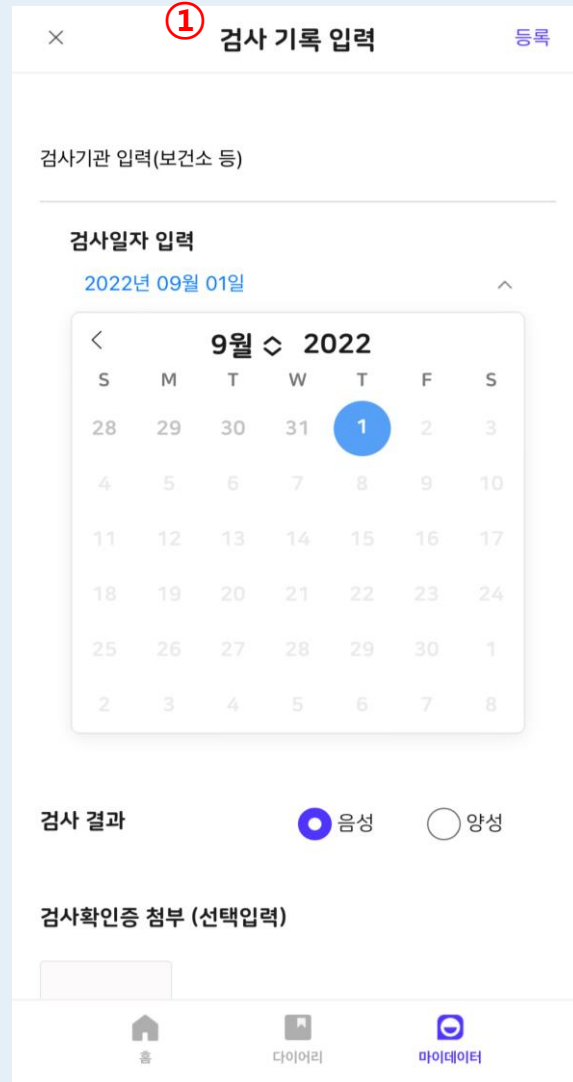 ①
검사 기록 입력 등록
검사기관 입력(보건소 등)
검사일자 입력
2022년 09월 01일
9월 2022
S M T W T F S
28 29 30 31 1 2 3
4 5 6 7 8 9 10
11 12 13 14 15 16 17
18 19 20 21 22 23 24
25 26 27 28 29 30 1
2 3 4 5 6 7 8
검사 결과 음성 양성
검사확인증 첨부 (선택입력)
홈 다이어리 마이데이터